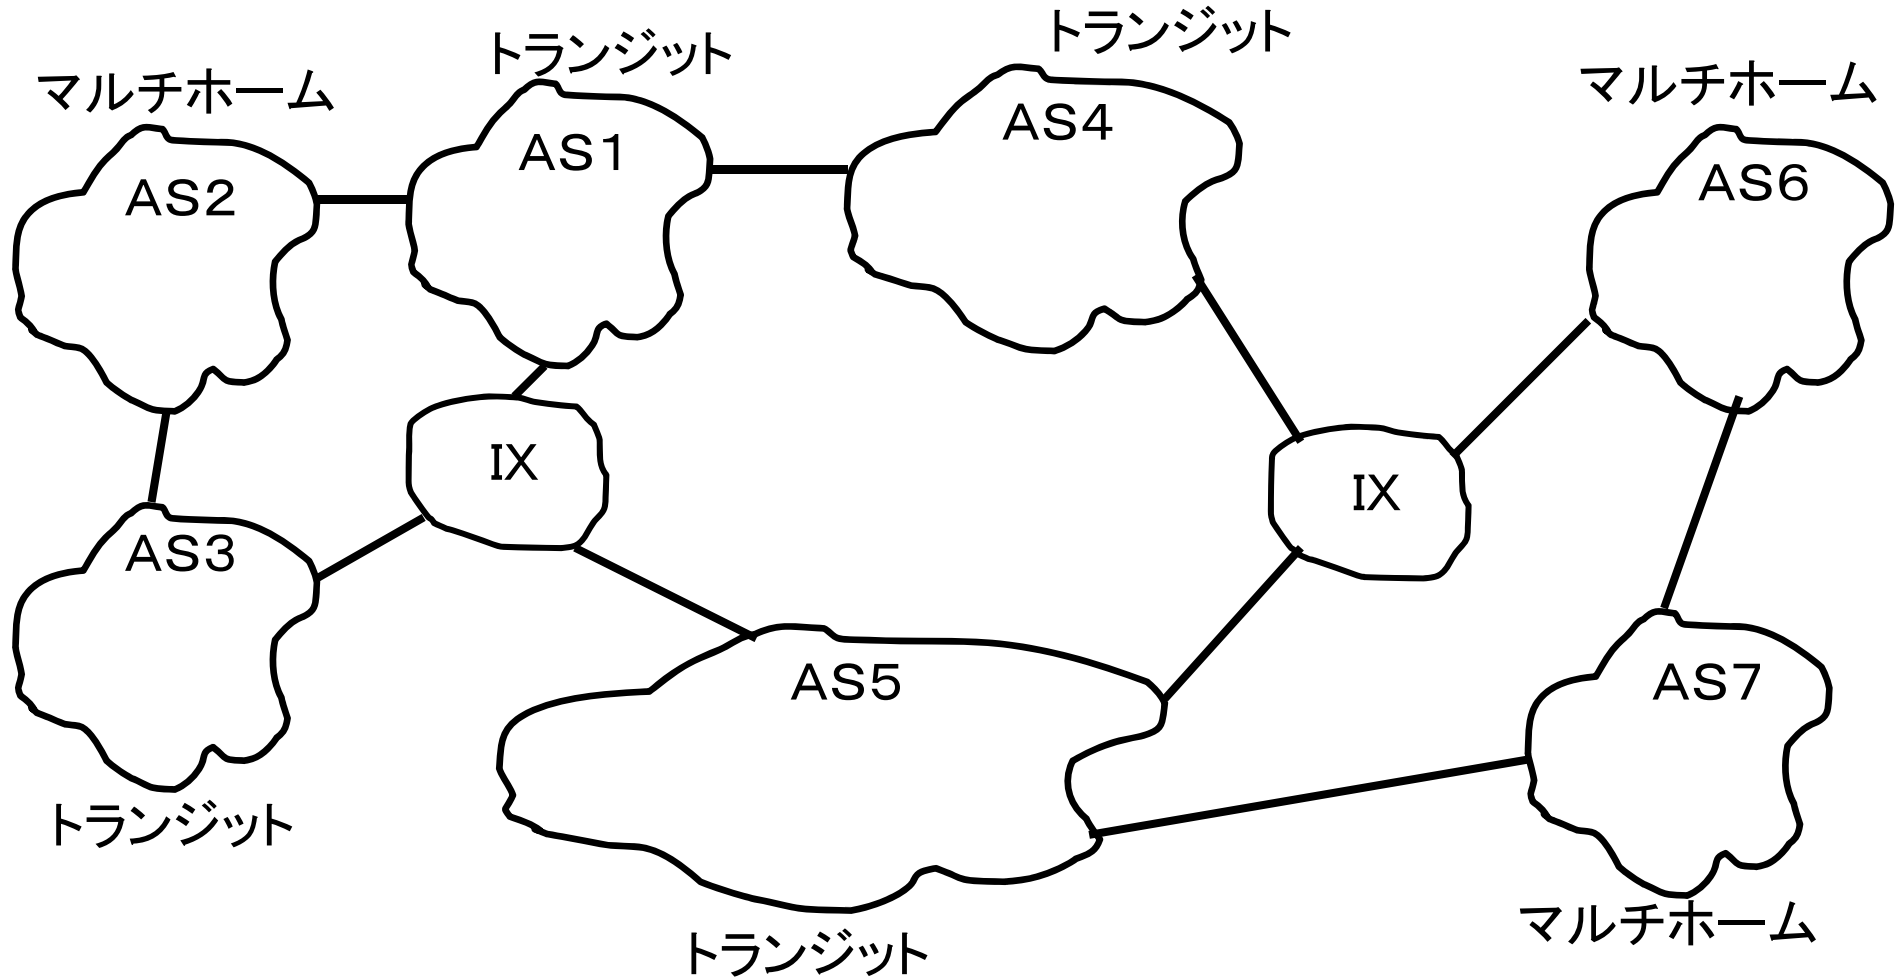 トランジット
トランジット
マルチホーム
マルチホーム
AS1
AS4
AS2
AS6
IX
IX
AS3
AS5
AS7
トランジット
マルチホーム
トランジット